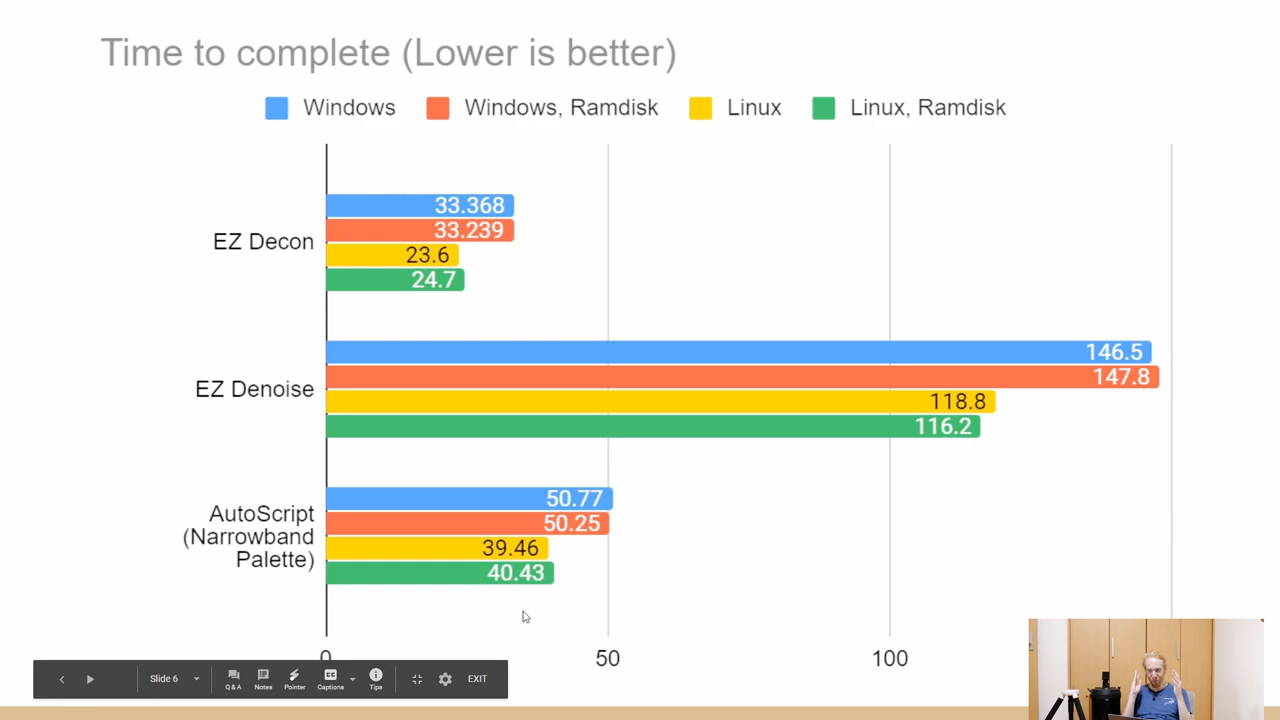 Time to complete (Lower is better)
Windows
Windows, Ramdisk
Linux
Linux, Ramdisk
EZ Decon
33.368
33.239
23.6
24.7
EZ Denoise
146.5
147.8
118.8
116.2
AutoScript
(Narrowband
Palette)
50.77
50.25
39.46
40.43
0
50
100
Slide 6
Q & A
Notes
Pointer
CC
Captions
Tips
EXIT